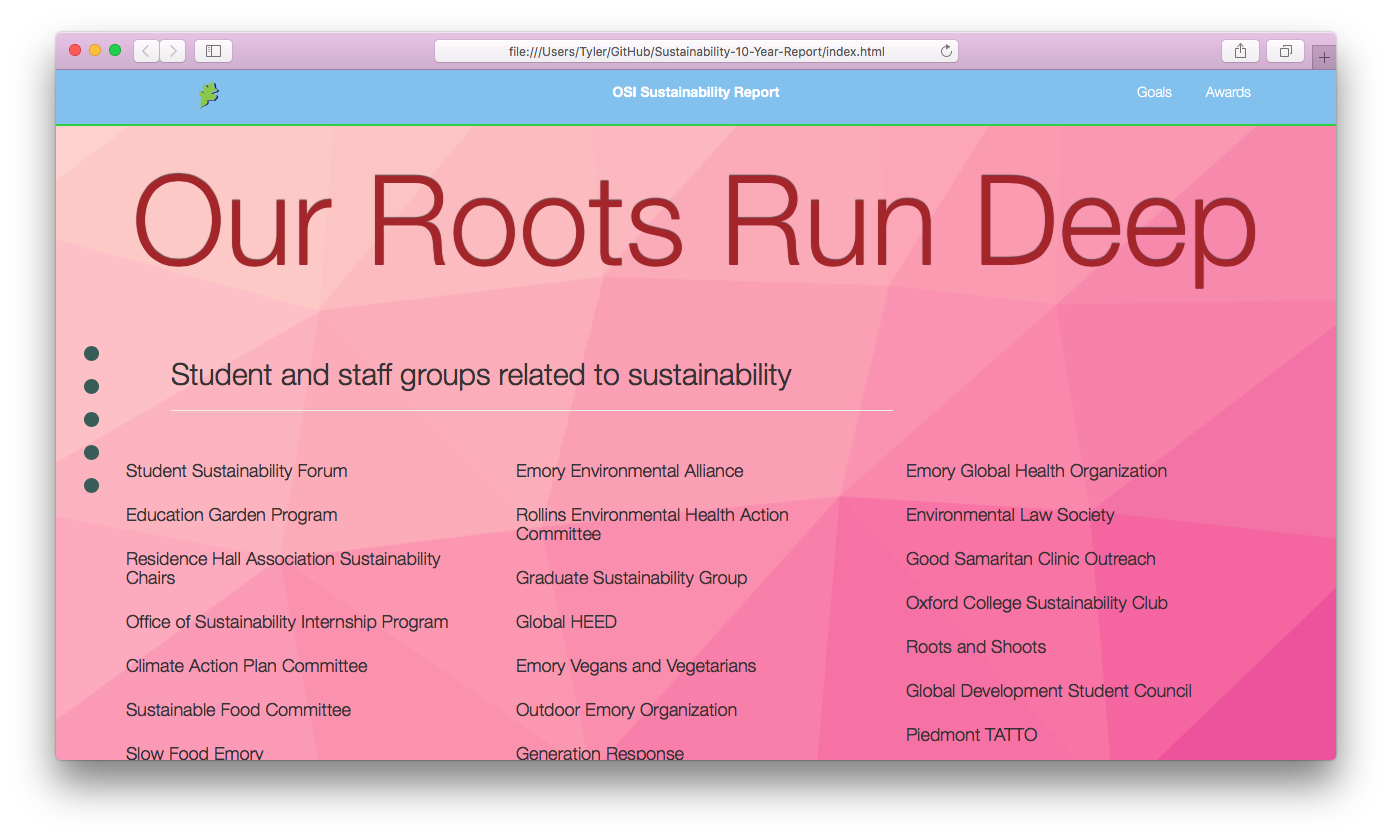 file:///Users/Tyler/GitHub/Sustainability-10-Year-Report/index.html
OSI Sustainability Report
Goals
Awards
Our Roots Run Deep
Student and staff groups related to sustainability
Student Sustainability Forum
Education Garden Program
Residence Hall Association Sustainability
Chairs
Office of Sustainability Internship Program
Climate Action Plan Committee
Sustainable Food Committee
Slow Food Emory
Emory Environmental Alliance
Rollins Environmental Health Action
Committee
Graduate Sustainability Group
Global HEED
Emory Vegans and Vegetarians
Outdoor Emory Organization
Generation Response
Emory Global Health Organization
Environmental Law Society
Good Samaritan Clinic Outreach
Oxford College Sustainability Club
Roots and Shoots
Global Development Student Council
Piedmont TATTO